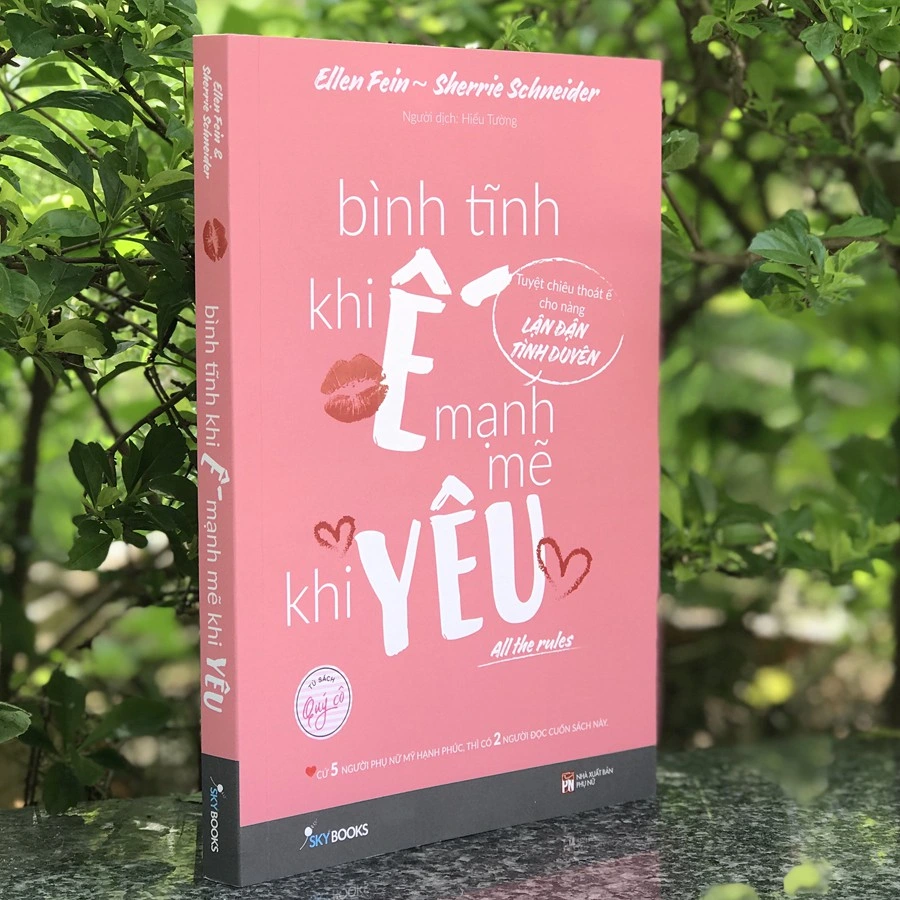 Ellen Fein & Sherrie Schneider
bình tĩnh khi Ế mạnh mẽ khi YÊU
SKYBOOKS
Ellen Fein ~ Sherrie Schneider
Người dịch: Hiếu Tường
bình tĩnh
khi Ế
Tuyệt chiêu thoát ế
cho nàng
LẬN ĐẬN
TÌNH DUYÊN
mạnh
mẽ
khi YÊU
All the rules
TỦ SÁCH
Quý cô
CỨ 5 NGƯỜI PHỤ NỮ MỸ HẠNH PHÚC, THÌ CÓ 2 NGƯỜI ĐỌC CUỐN SÁCH NÀY.
SKYBOOKS
PN
NHÀ XUẤT BẢN
PHỤ NỮ